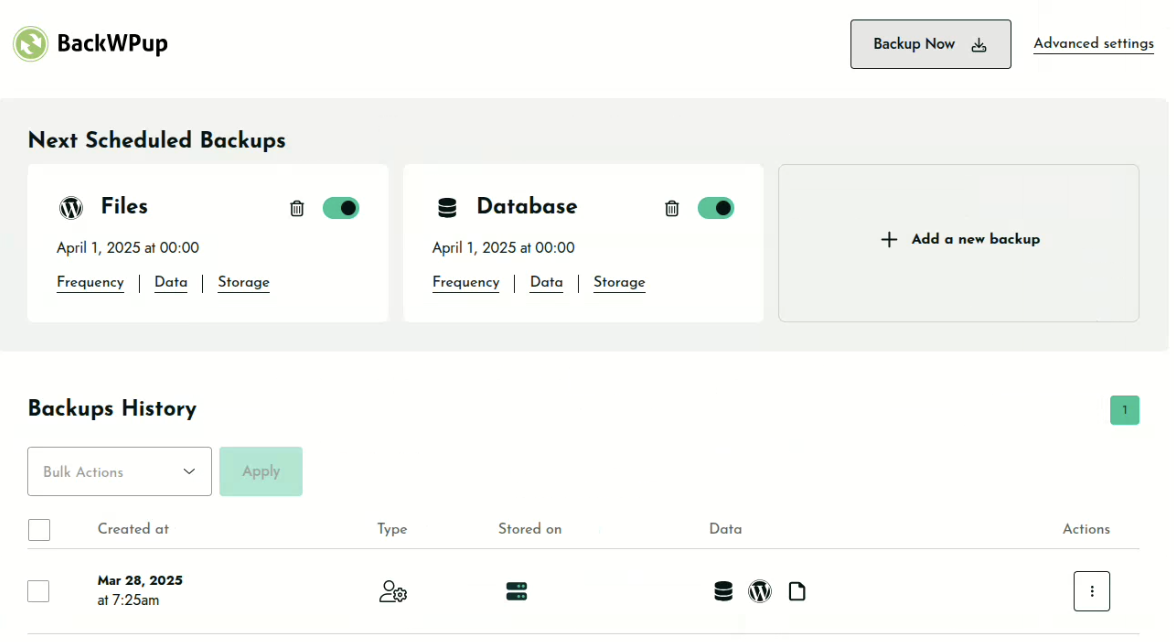 BackWPup
Backup Now
Advanced settings
Next Scheduled Backups
Files
April 1, 2025 at 00:00
Frequency | Data | Storage
Database
April 1, 2025 at 00:00
Frequency | Data | Storage
+ Add a new backup
Backups History
1
Bulk Actions
Apply
Created at Type Stored on Data Actions
Mar 28, 2025
at 7:25am